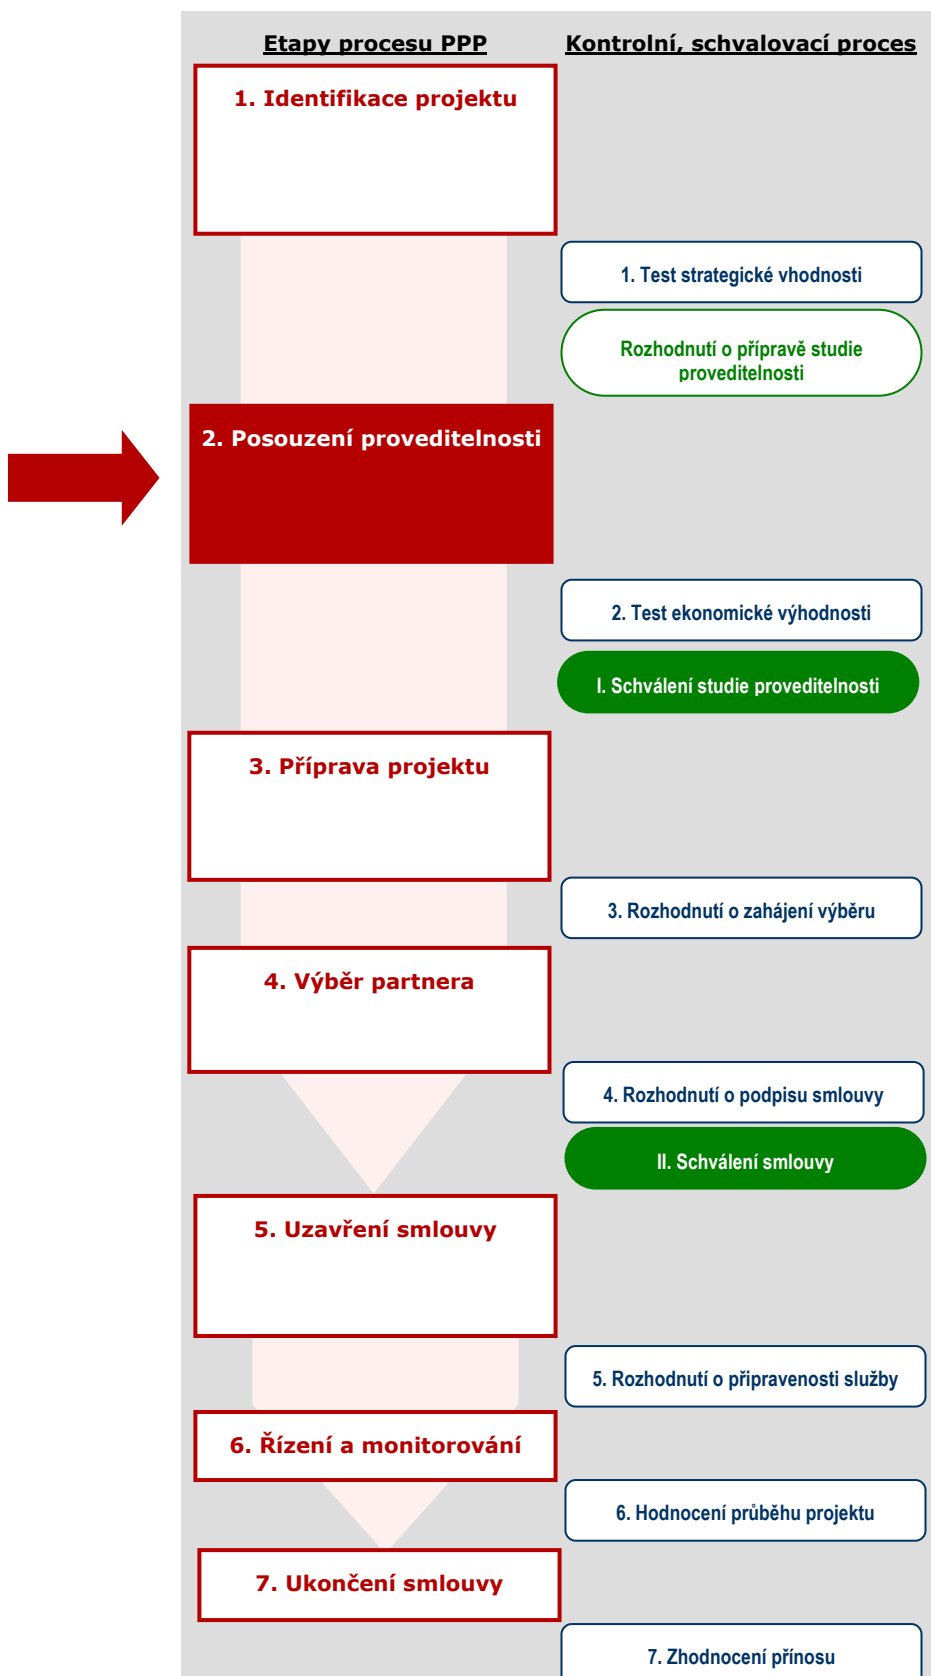 Etapy procesu PPP
Kontrolní, schvalovací proces
1. Identifikace projektu
1. Test strategické vhodnosti
Rozhodnutí o přípravě studie
proveditelnosti
2. Posouzení proveditelnosti
2. Test ekonomické výhodnosti
I. Schválení studie proveditelnosti
3. Příprava projektu
3. Rozhodnutí o zahájení výběru
4. Výběr partnera
4. Rozhodnutí o podpisu smlouvy
II. Schválení smlouvy
5. Uzavření smlouvy
5. Rozhodnutí o připravenosti služby
6. Řízení a monitorování
6. Hodnocení průběhu projektu
7. Ukončení smlouvy
7. Zhodnocení přínosu